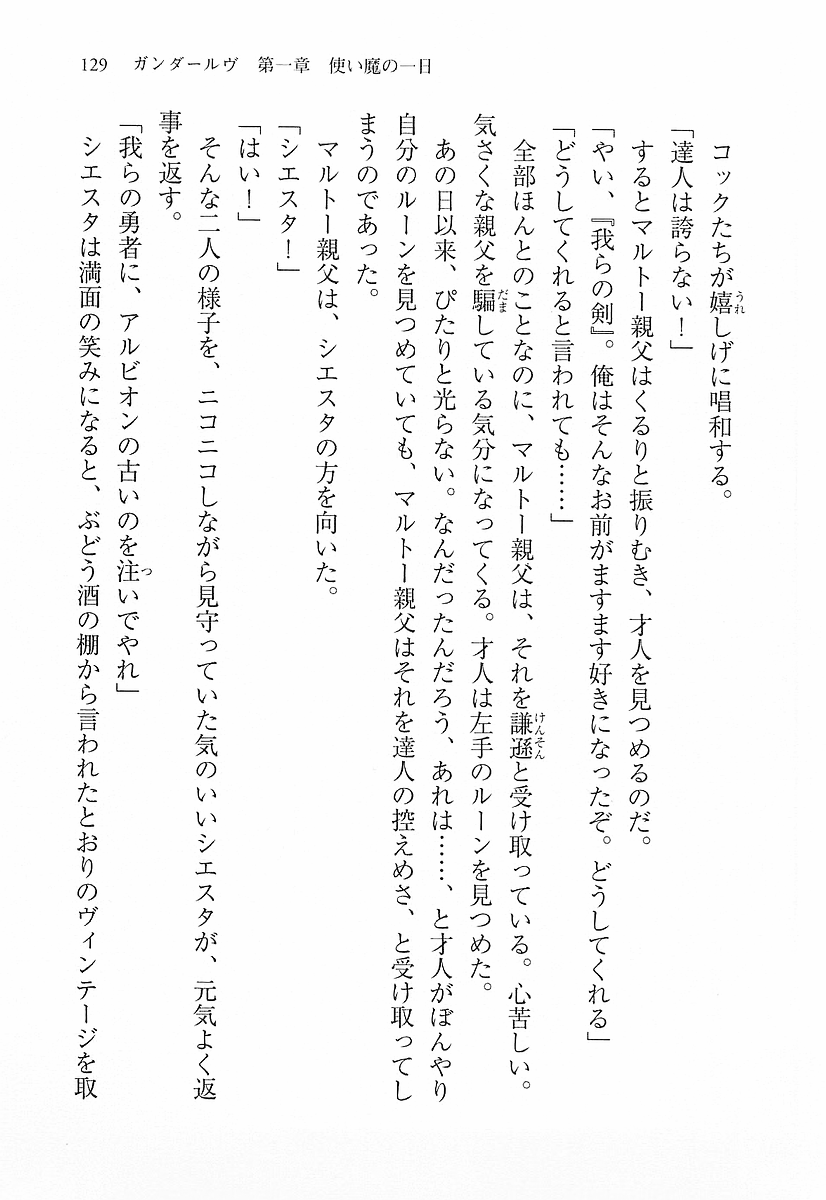 129 ガンダールヴ 第一章 使い魔の一日
コックたちが嬉しげに唱和する。
「達人は誇らない！」
するとマルトー親父はくるりと振りむき、才人を見つめるのだ。
「やい、『我らの剣』。俺はそんなお前がますます好きになったぞ。どうしてくれる」
「どうしてくれると言われても……」
全部ほんとのことなのに、マルトー親父は、それを謙遜と受け取っている。心苦しい。
気さくな親父を騙している気分になってくる。才人は左手のルーンを見つめた。
あの日以来、ぴたりと光らない。なんだったんだろう、あれは……、と才人がぼんやり
自分のルーンを見つめていても、マルトー親父はそれを達人の控えめさ、と受け取ってし
まうのであった。
マルトー親父は、シエスタの方を向いた。
「シエスタ！」
「はい！」
そんな二人の様子を、ニコニコしながら見守っていた気のいいシエスタが、元気よく返
事を返す。
「我らの勇者に、アルビオンの古いのを注いでやれ」
シエスタは満面の笑みになると、ぶどう酒の棚から言われたとおりのヴィンテージを取